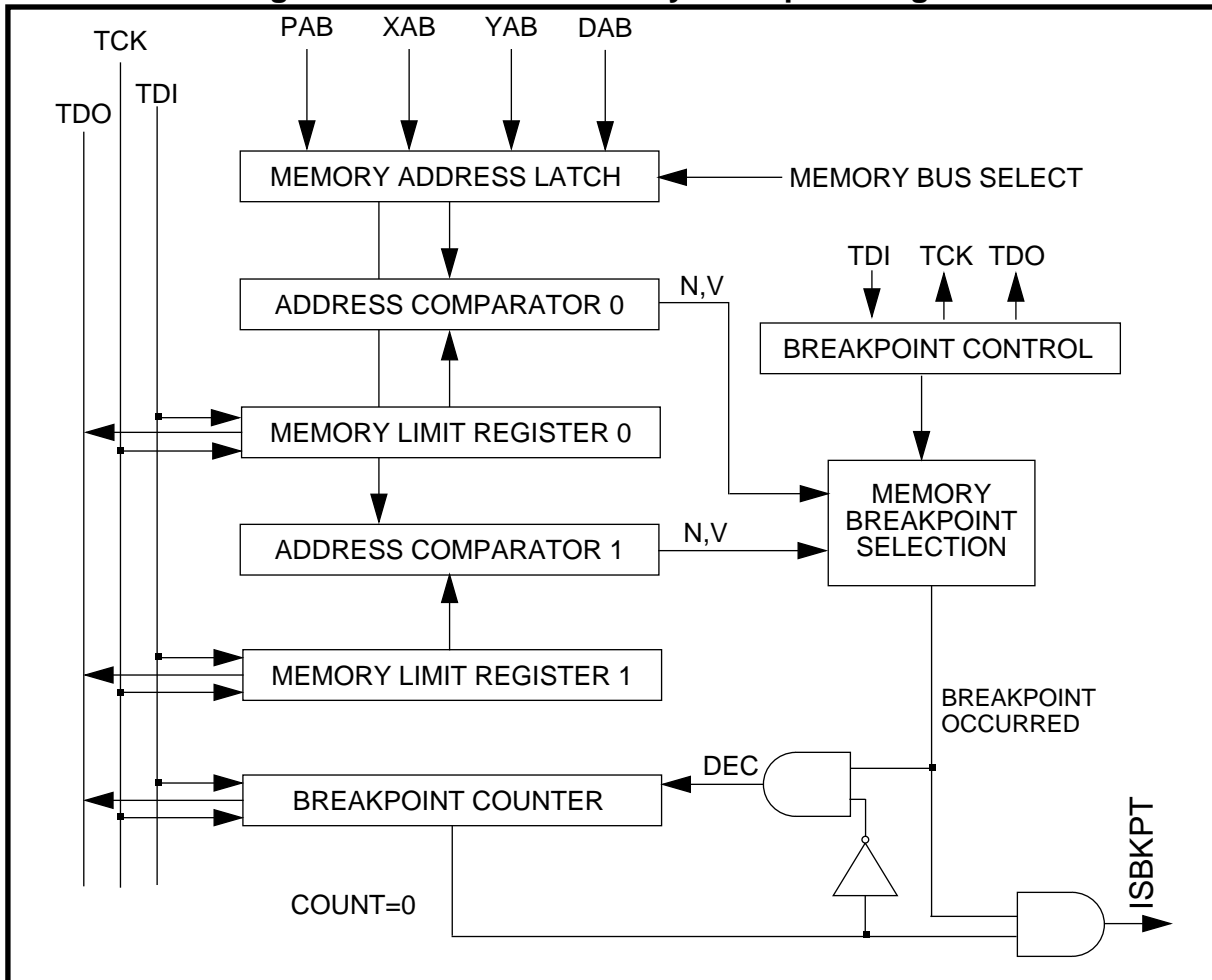 PAB XAB YAB DAB
TCK
TDI
TDO
MEMORY ADDRESS LATCH
MEMORY BUS SELECT
TDI TCK TDO
ADDRESS COMPARATOR 0
N,V
BREAKPOINT CONTROL
MEMORY LIMIT REGISTER 0
MEMORY
BREAKPOINT
SELECTION
ADDRESS COMPARATOR 1
N,V
MEMORY LIMIT REGISTER 1
BREAKPOINT
OCCURRED
DEC
BREAKPOINT COUNTER
COUNT=0
ISBKPT